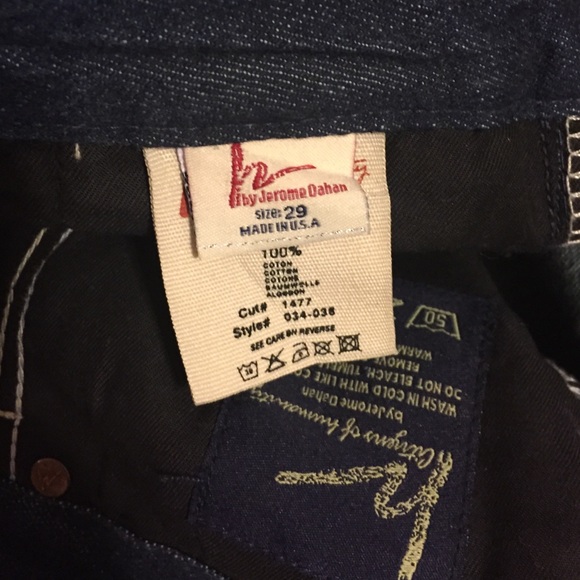 by Jerome Dahan
Size: 29
MADE IN U.S.A
100%
COTON
COTTON
COTONE
BAUMWOLLE
ALGODON
Cut# 1477
Style# 034-036
SEE CARE ON REVERSE
Citizens of humanity
by Jerome Dahan
WASH IN COLD WITH LIKE CO
DO NOT BLEACH. TUMBL
REMOVE
WARM
50